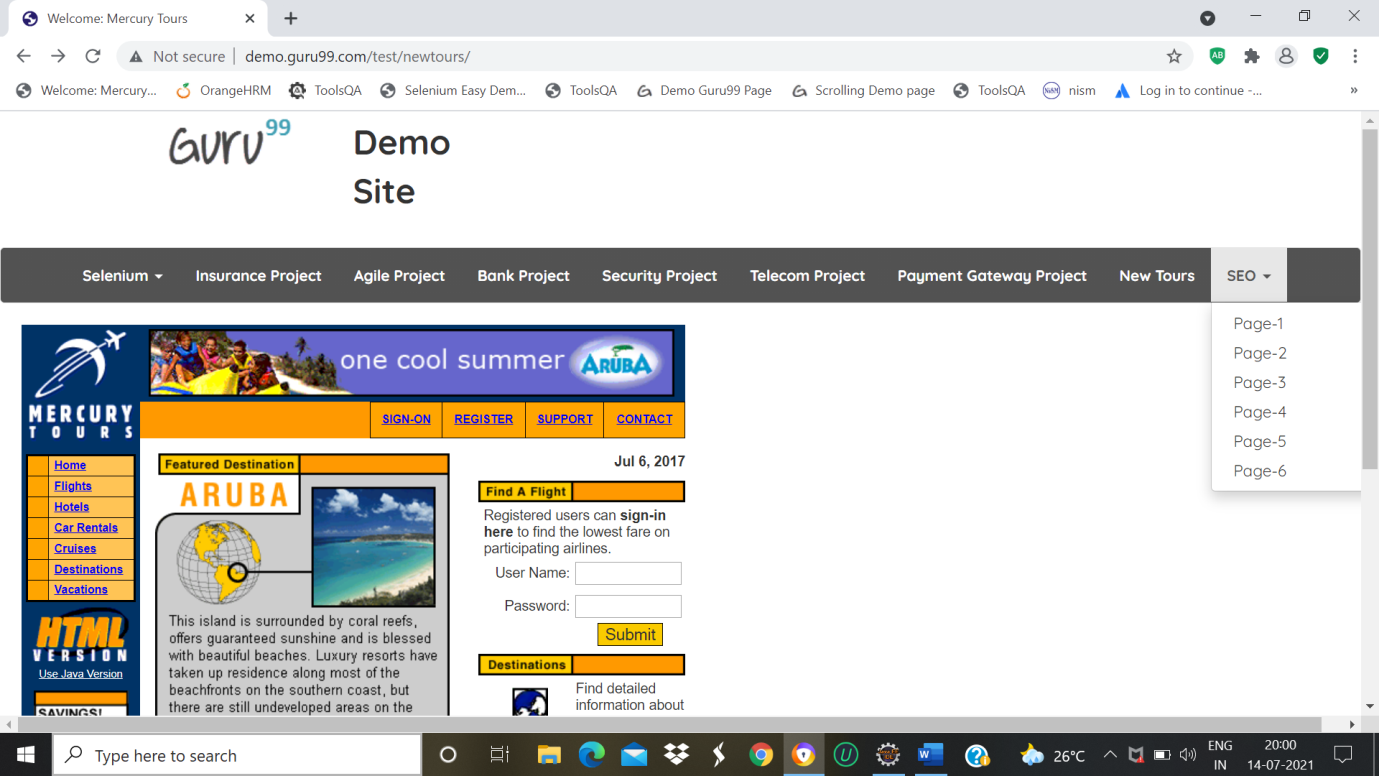 Welcome: Mercury Tours
Not secure
demo.guru99.com/test/newtours/
AB
Welcome: Mercury...
OrangeHRM
ToolsQA
Selenium Easy Dem...
ToolsQA
Demo Guru99 Page
Scrolling Demo page
ToolsQA
nism
Log in to continue -...
»
GUru99
Demo
Site
Selenium
Insurance Project
Agile Project
Bank Project
Security Project
Telecom Project
Payment Gateway Project
New Tours
SEO
Page-1
Page-2
Page-3
Page-4
Page-5
Page-6
MERCURY
TOURS
one cool summer
ARUBA
SIGN-ON
REGISTER
SUPPORT
CONTACT
Home
Flights
Hotels
Car Rentals
Cruises
Destinations
Vacations
HTML
VERSION
Use Java Version
SAVINGS!
Featured Destination
ARUBA
This island is surrounded by coral reefs,
offers guaranteed sunshine and is blessed
with beautiful beaches. Luxury resorts have
taken up residence along most of the
beachfronts on the southern coast, but
there are still undeveloped areas on the
Jul 6, 2017
Find A Flight
Registered users can sign-in
here to find the lowest fare on
participating airlines.
User Name:
Password:
Submit
Destinations
Find detailed
information about
Type here to search
26°C
ENG
IN
20:00
14-07-2021